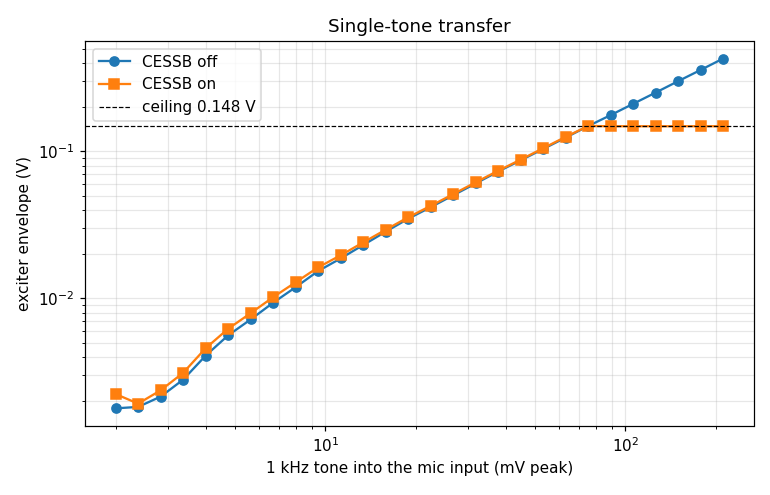 Single-tone transfer
CESSB off
CESSB on
ceiling 0.148 V
exciter envelope (V)
10⁻¹
10⁻²
10¹
10²
1 kHz tone into the mic input (mV peak)